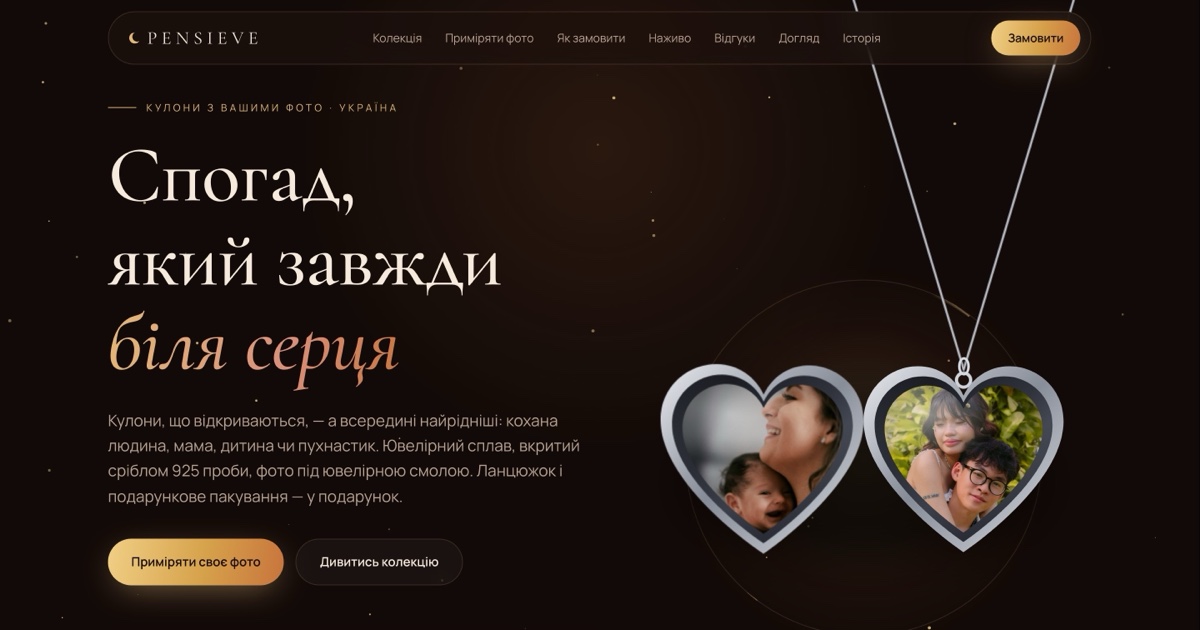 PENSIEVE
Колекція
Приміряти фото
Як замовити
Наживо
Відгуки
Догляд
Історія
Замовити
КУЛОНИ З ВАШИМИ ФОТО · УКРАЇНА
Спогад,
який завжди
біля серця
Кулони, що відкриваються, — а всередині найрідніші: кохана
людина, мама, дитина чи пухнастик. Ювелірний сплав, вкритий
сріблом 925 проби, фото під ювелірною смолою. Ланцюжок і
подарункове пакування — у подарунок.
Приміряти своє фото
Дивитись колекцію